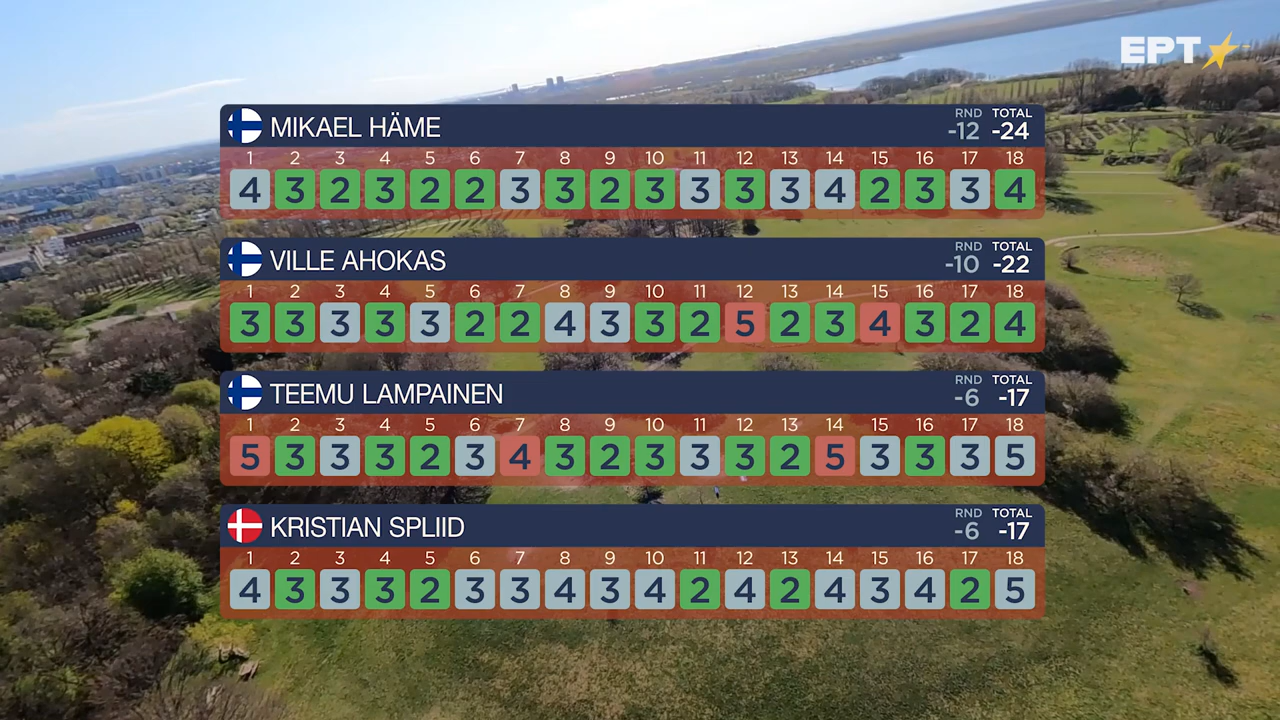 EPT
MIKAEL HÄME RND -12 TOTAL -24
1 2 3 4 5 6 7 8 9 10 11 12 13 14 15 16 17 18
4 3 2 3 2 2 3 3 2 3 3 3 3 4 2 3 3 4
VILLE AHOKAS RND -10 TOTAL -22
1 2 3 4 5 6 7 8 9 10 11 12 13 14 15 16 17 18
3 3 3 3 3 2 2 4 3 3 2 5 2 3 4 3 2 4
TEEMU LAMPAINEN RND -6 TOTAL -17
1 2 3 4 5 6 7 8 9 10 11 12 13 14 15 16 17 18
5 3 3 3 2 3 4 3 2 3 3 3 2 5 3 3 3 5
KRISTIAN SPLIID RND -6 TOTAL -17
1 2 3 4 5 6 7 8 9 10 11 12 13 14 15 16 17 18
4 3 3 3 2 3 3 4 3 4 2 4 2 4 3 4 2 5